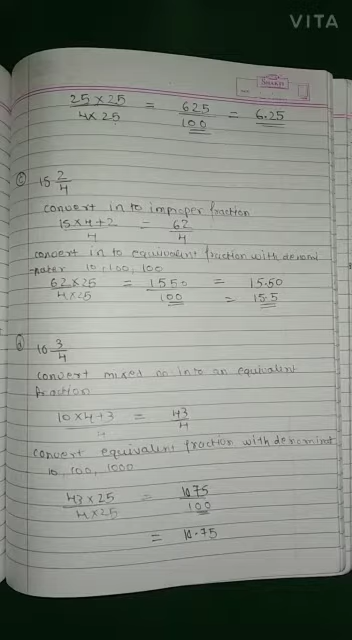 VITA
25 × 25 / 4 × 25 = 625 / 100 = 6.25
(c) 15 2/4
convert in to improper fraction
15 × 4 + 2 / 4 = 62 / 4
convert in to equivalent fraction with denomi
nater 10, 100, 100
62 × 25 / 4 × 25 = 1550 / 100 = 15.50
= 15.5
(d) 10 3/4
Convert mixed no into an equivalent
fraction
10 × 4 + 3 / 4 = 43 / 4
convert equivalent fraction with denominat
10, 100, 1000
43 × 25 / 4 × 25 = 1075 / 100
= 10.75